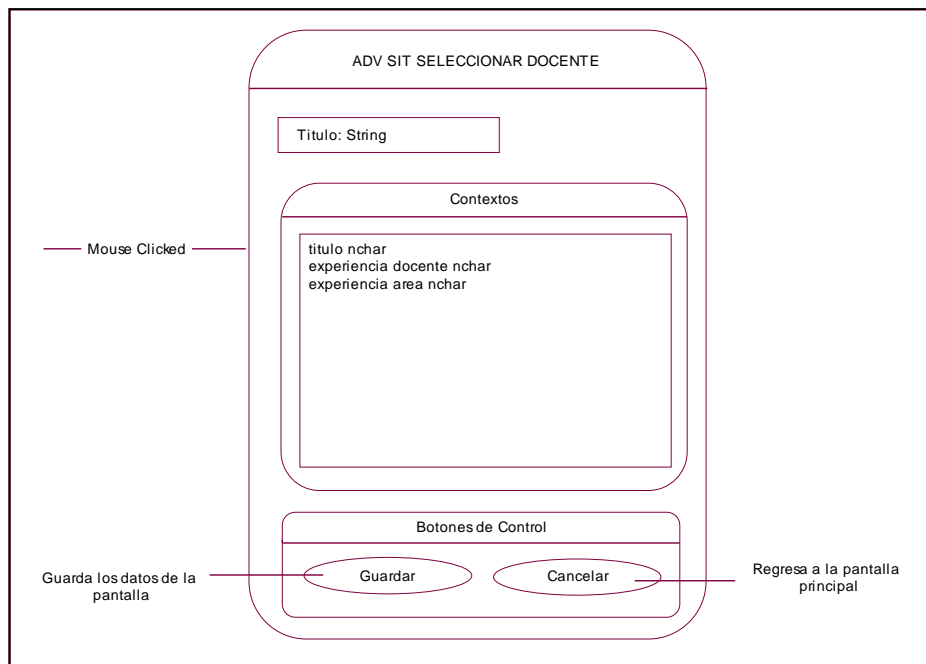 ADV SIT SELECCIONAR DOCENTE
Titulo: String
Contextos
Mouse Clicked
titulo nchar
experiencia docente nchar
experiencia area nchar
Botones de Control
Guarda los datos de la
pantalla
Guardar
Cancelar
Regresa a la pantalla
principal